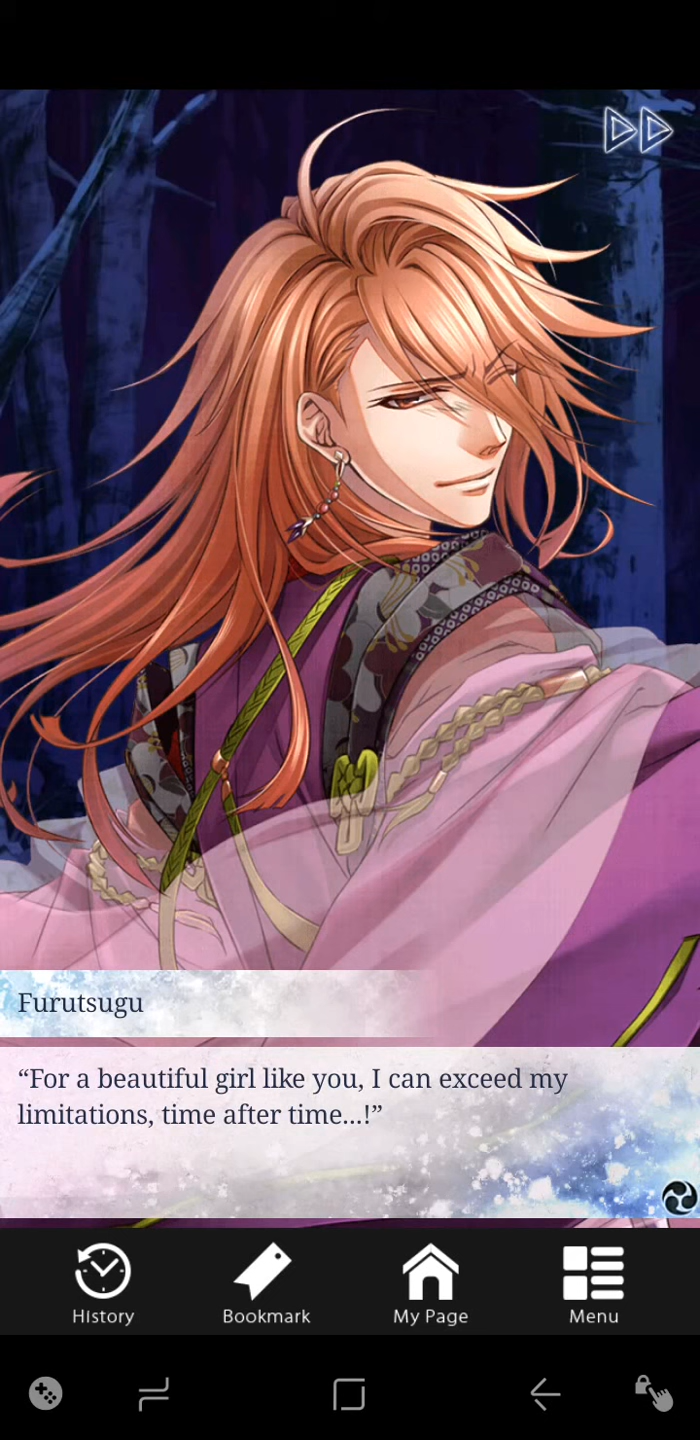 Furutsugu
“For a beautiful girl like you, I can exceed my
limitations, time after time...!”
History
Bookmark
My Page
Menu